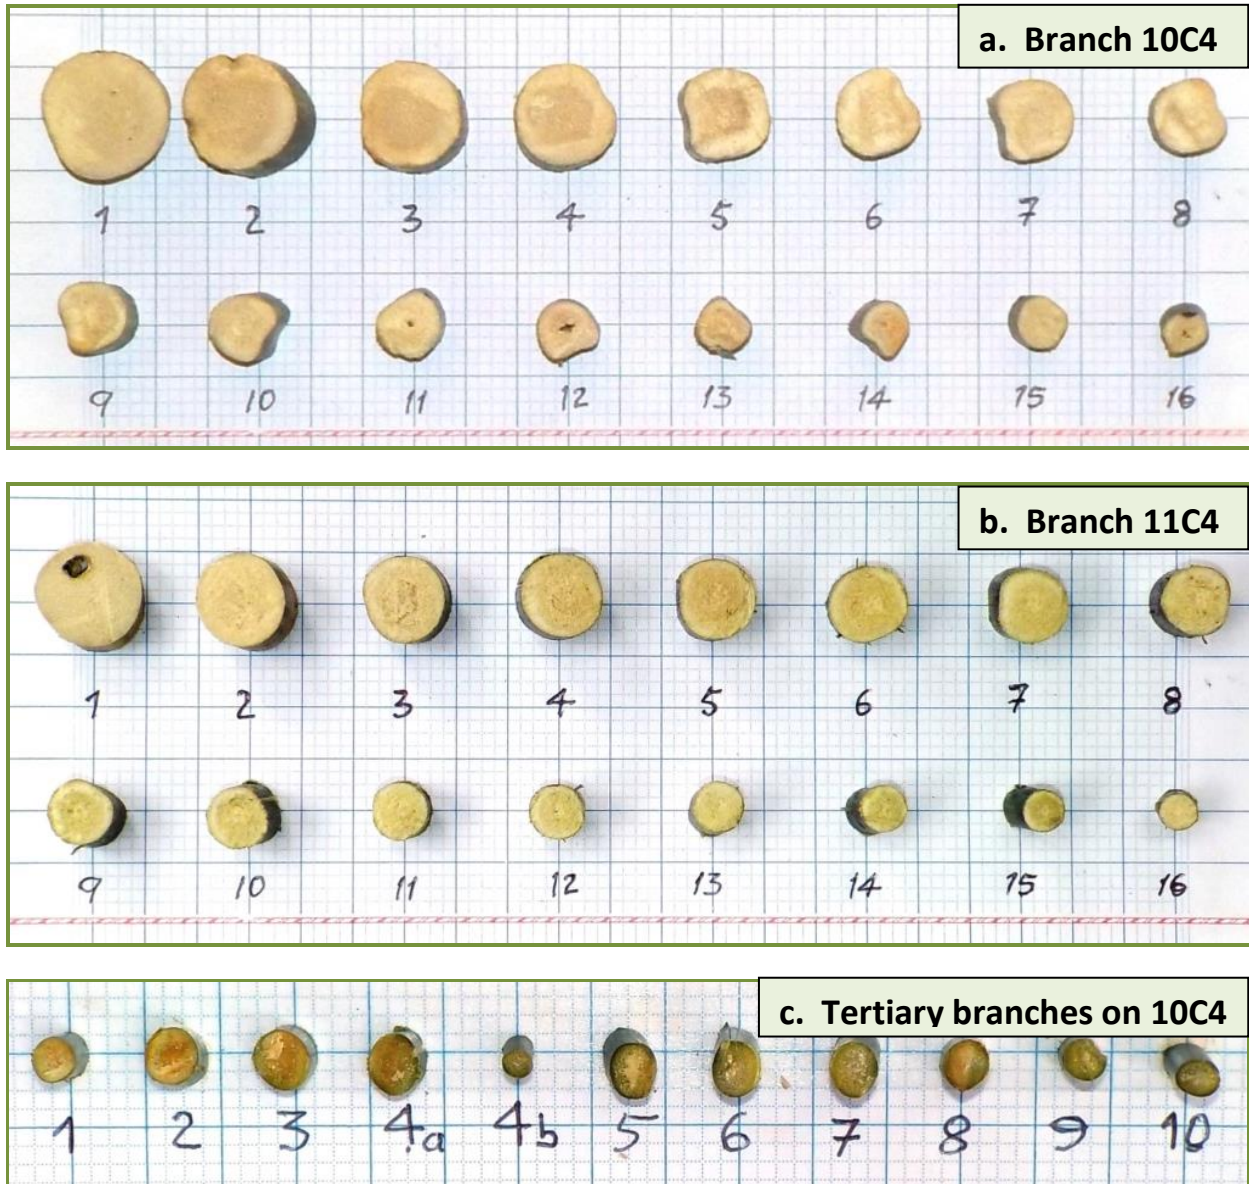 a. Branch 10C4
1 2 3 4 5 6 7 8
9 10 11 12 13 14 15 16
b. Branch 11C4
1 2 3 4 5 6 7 8
9 10 11 12 13 14 15 16
c. Tertiary branches on 10C4
1 2 3 4a 4b 5 6 7 8 9 10